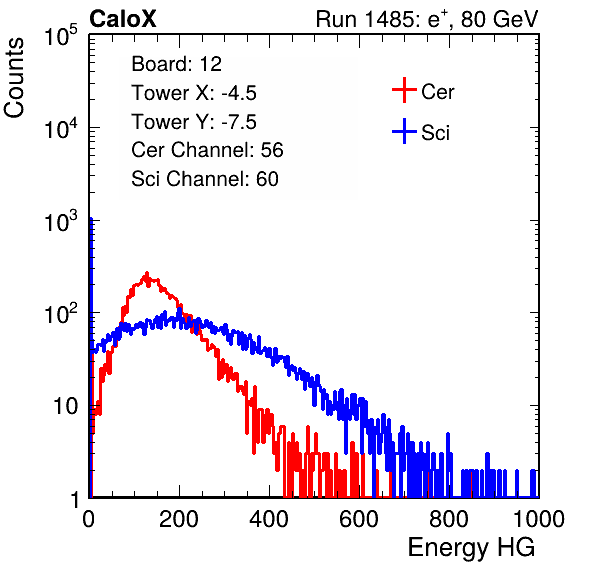 CaloX Run 1485: e⁺, 80 GeV
Counts
Board: 12
Tower X: -4.5
Tower Y: -7.5
Cer Channel: 56
Sci Channel: 60
Cer
Sci
10⁵
10⁴
10³
10²
10
1
0 200 400 600 800 1000
Energy HG